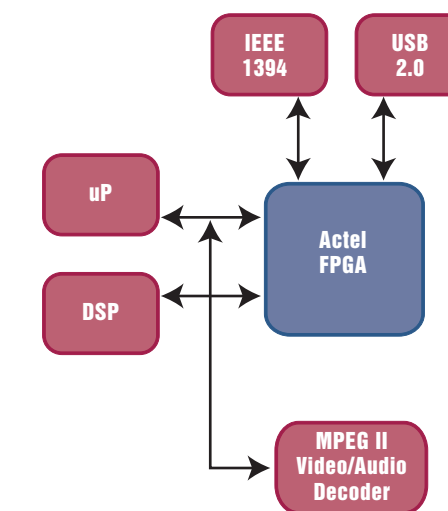 IEEE
1394
USB
2.0
uP
Actel
FPGA
DSP
MPEG II
Video/Audio
Decoder